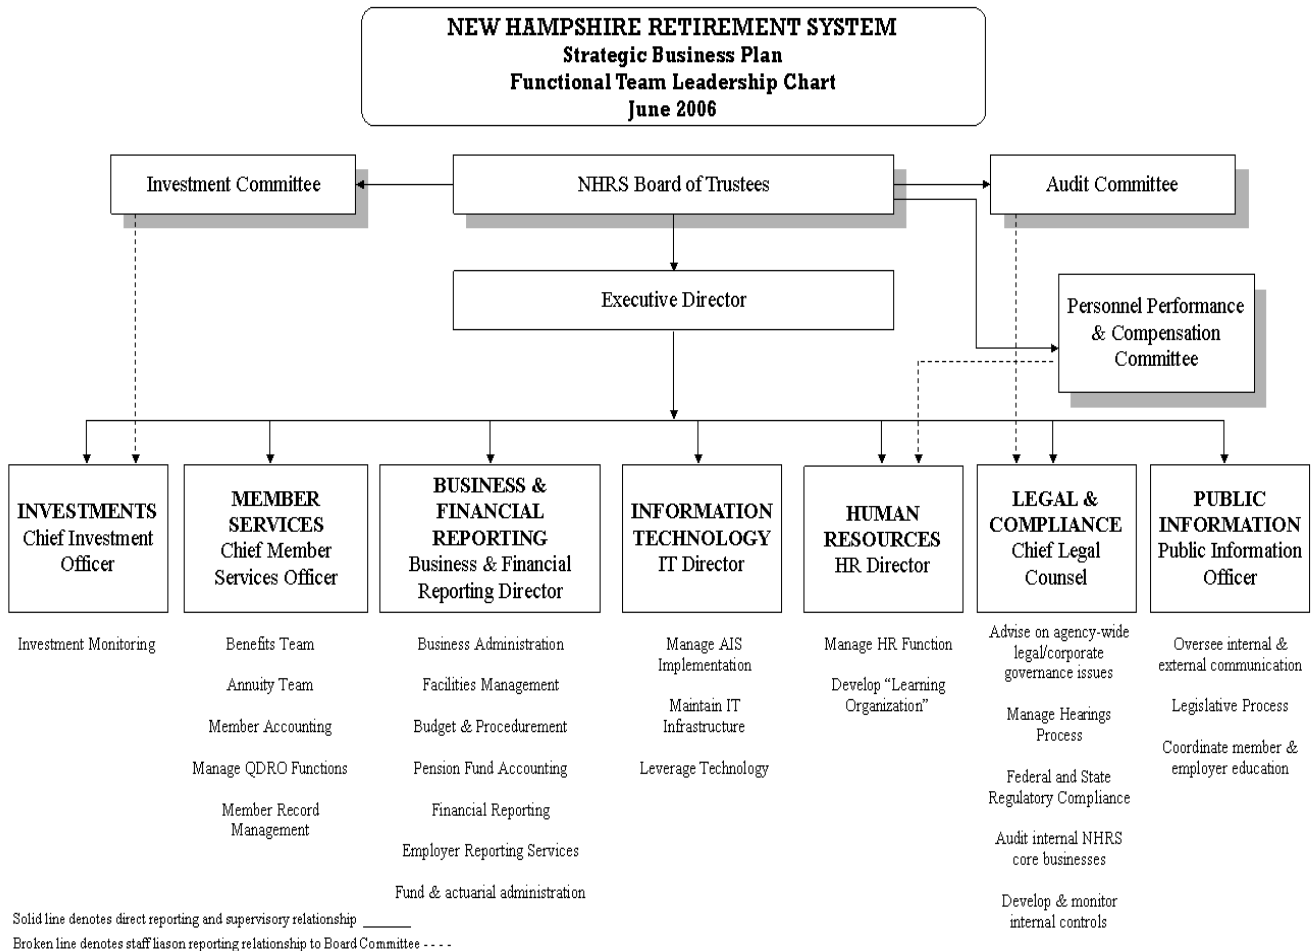 NEW HAMPSHIRE RETIREMENT SYSTEM
Strategic Business Plan
Functional Team Leadership Chart
June 2006
Investment Committee
NHRS Board of Trustees
Audit Committee
Executive Director
Personnel Performance
& Compensation
Committee
INVESTMENTS
Chief Investment
Officer
Investment Monitoring
MEMBER
SERVICES
Chief Member
Services Officer
Benefits Team
Annuity Team
Member Accounting
Manage QDRO Functions
Member Record
Management
BUSINESS &
FINANCIAL
REPORTING
Business & Financial
Reporting Director
Business Administration
Facilities Management
Budget & Procedurement
Pension Fund Accounting
Financial Reporting
Employer Reporting Services
Fund & actuarial administration
INFORMATION
TECHNOLOGY
IT Director
Manage AIS
Implementation
Maintain IT
Infrastructure
Leverage Technology
HUMAN
RESOURCES
HR Director
Manage HR Function
Develop “Learning
Organization”
LEGAL &
COMPLIANCE
Chief Legal
Counsel
Advise on agency-wide
legal/corporate
governance issues
Manage Hearings
Process
Federal and State
Regulatory Compliance
Audit internal NHRS
core businesses
Develop & monitor
internal controls
PUBLIC
INFORMATION
Public Information
Officer
Oversee internal &
external communication
Legislative Process
Coordinate member &
employer education
Solid line denotes direct reporting and supervisory relationship ______
Broken line denotes staff liason reporting relationship to Board Committee - - - -